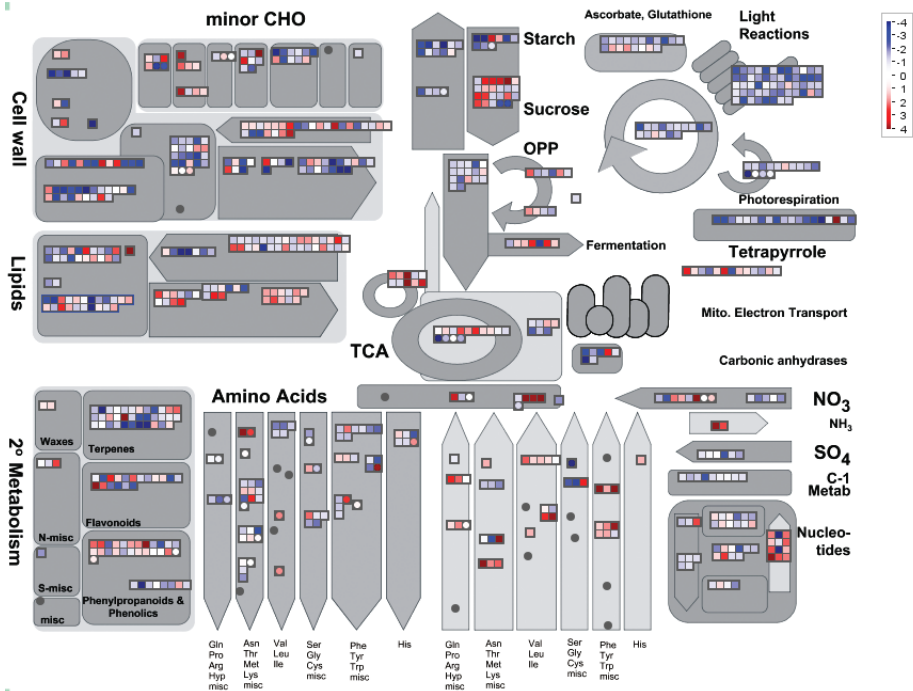 minor CHO
Cell wall
Lipids
2º Metabolism
Waxes
Terpenes
N-misc
Flavonoids
S-misc
misc
Phenylpropanoids &
Phenolics
Starch
Sucrose
OPP
Fermentation
TCA
Ascorbate, Glutathione
Light
Reactions
Photorespiration
Tetrapyrrole
Mito. Electron Transport
Carbonic anhydrases
-4
-3
-2
-1
0
1
2
3
4
Amino Acids
Gln
Pro
Arg
Hyp
misc
Asn
Thr
Met
Lys
misc
Val
Leu
Ile
Ser
Gly
Cys
misc
Phe
Tyr
Trp
misc
His
Gln
Pro
Arg
Hyp
misc
Asn
Thr
Met
Lys
misc
Val
Leu
Ile
Ser
Gly
Cys
misc
Phe
Tyr
Trp
misc
His
NO3
NH3
SO4
C-1
Metab
Nucleo-
tides